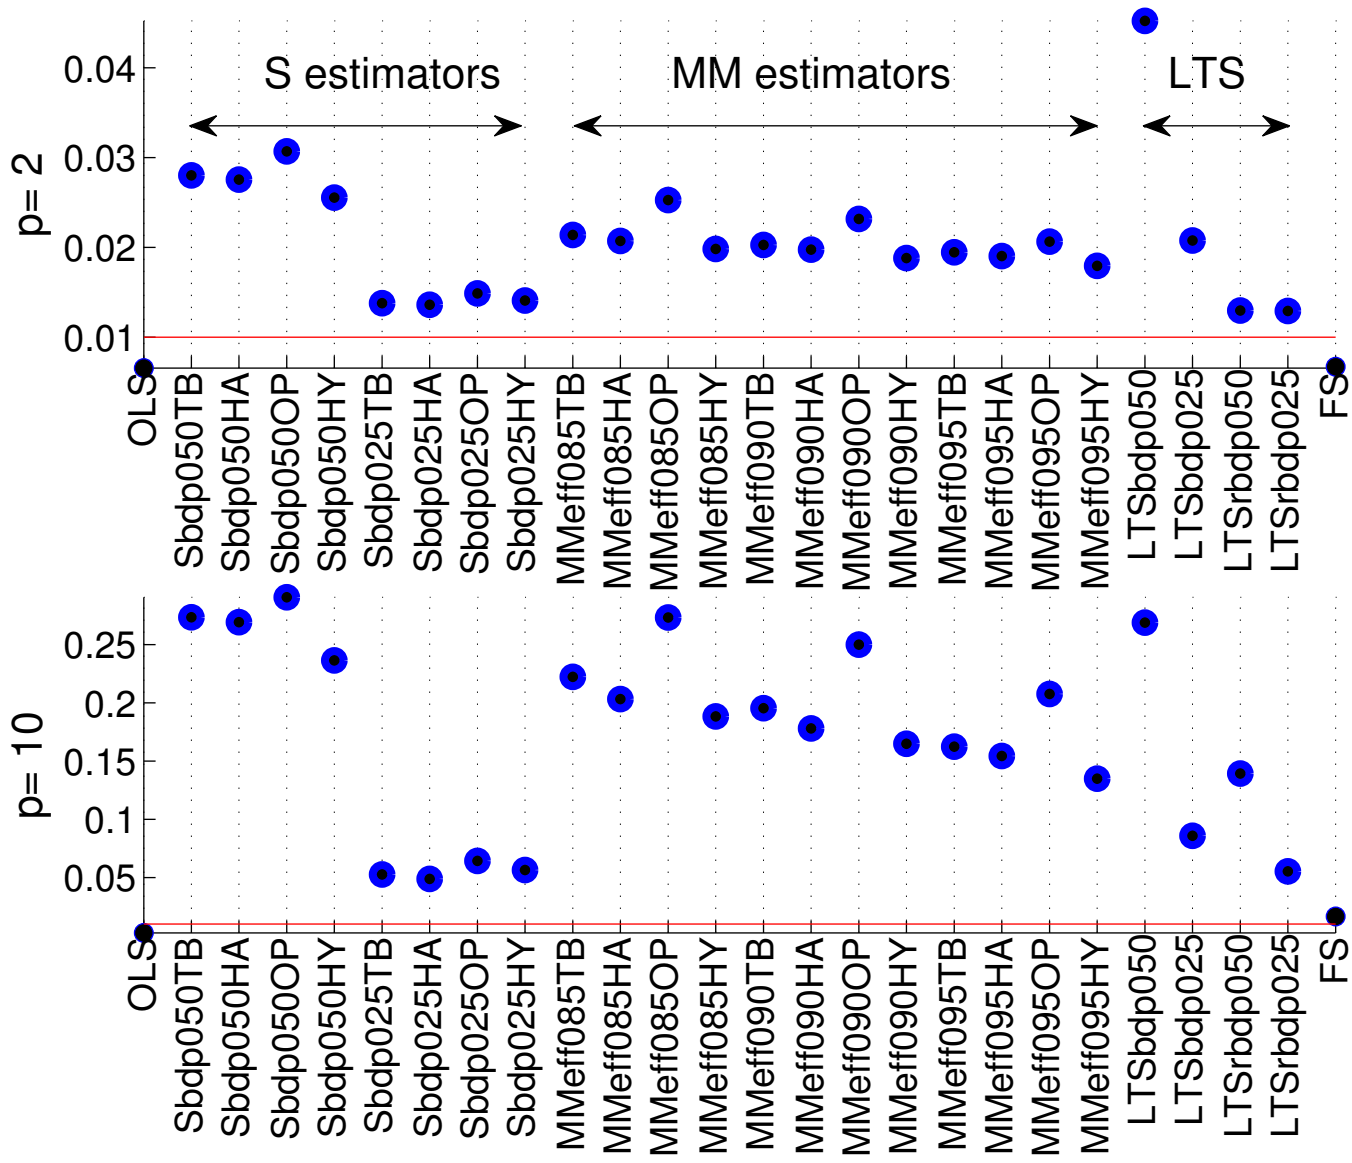 S estimators
MM estimators
LTS
p= 2
0.04
0.03
0.02
0.01
OLS
Sbdp050TB
Sbdp050HA
Sbdp050OP
Sbdp050HY
Sbdp025TB
Sbdp025HA
Sbdp025OP
Sbdp025HY
MMeff085TB
MMeff085HA
MMeff085OP
MMeff085HY
MMeff090TB
MMeff090HA
MMeff090OP
MMeff090HY
MMeff095TB
MMeff095HA
MMeff095OP
MMeff095HY
LTSbdp050
LTSbdp025
LTSrbdp050
LTSrbdp025
FS
p= 10
0.25
0.2
0.15
0.1
0.05
OLS
Sbdp050TB
Sbdp050HA
Sbdp050OP
Sbdp050HY
Sbdp025TB
Sbdp025HA
Sbdp025OP
Sbdp025HY
MMeff085TB
MMeff085HA
MMeff085OP
MMeff085HY
MMeff090TB
MMeff090HA
MMeff090OP
MMeff090HY
MMeff095TB
MMeff095HA
MMeff095OP
MMeff095HY
LTSbdp050
LTSbdp025
LTSrbdp050
LTSrbdp025
FS